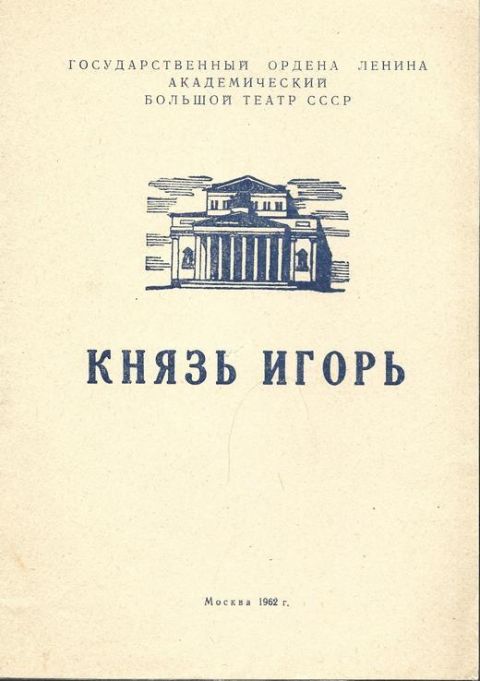 ГОСУДАРСТВЕННЫЙ ОРДЕНА ЛЕНИНА
АКАДЕМИЧЕСКИЙ
БОЛЬШОЙ ТЕАТР СССР
КНЯЗЬ ИГОРЬ
Москва 1962 г.